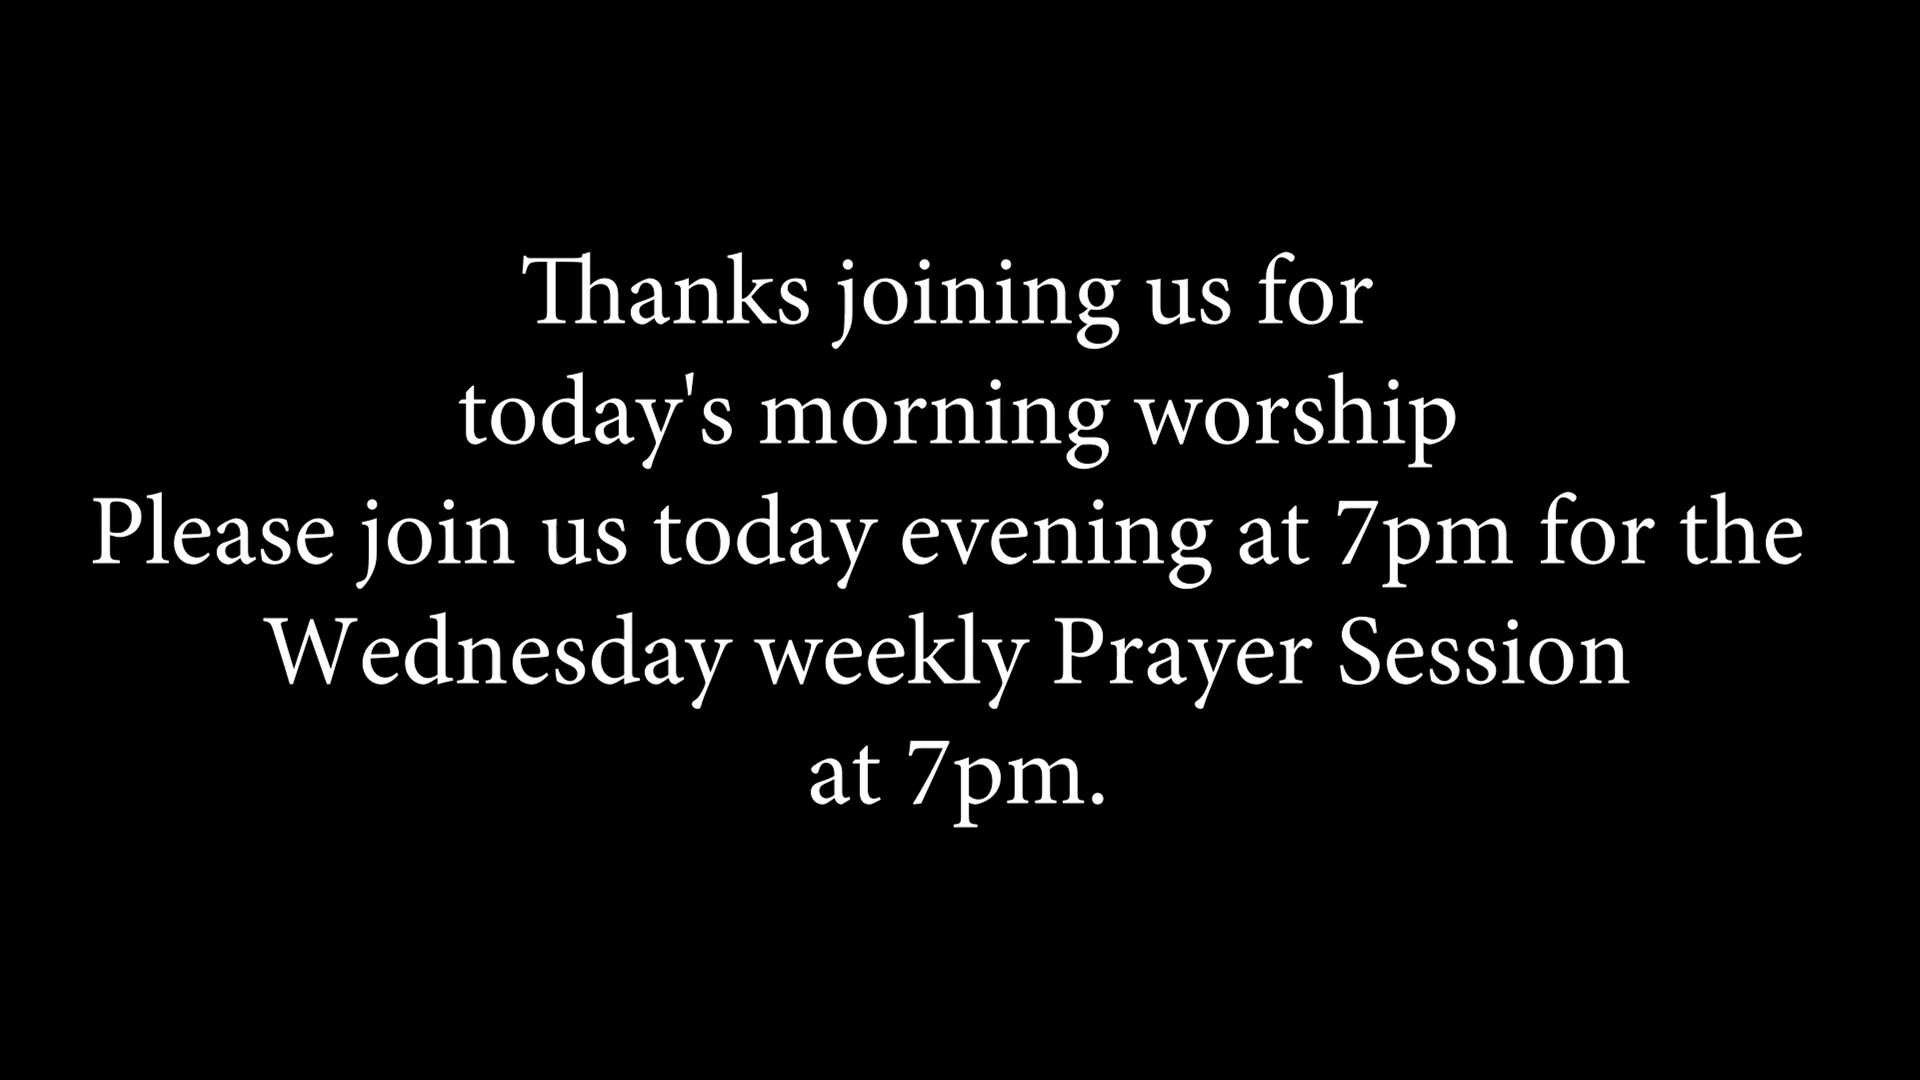 Thanks joining us for
today's morning worship
Please join us today evening at 7pm for the
Wednesday weekly Prayer Session
at 7pm.